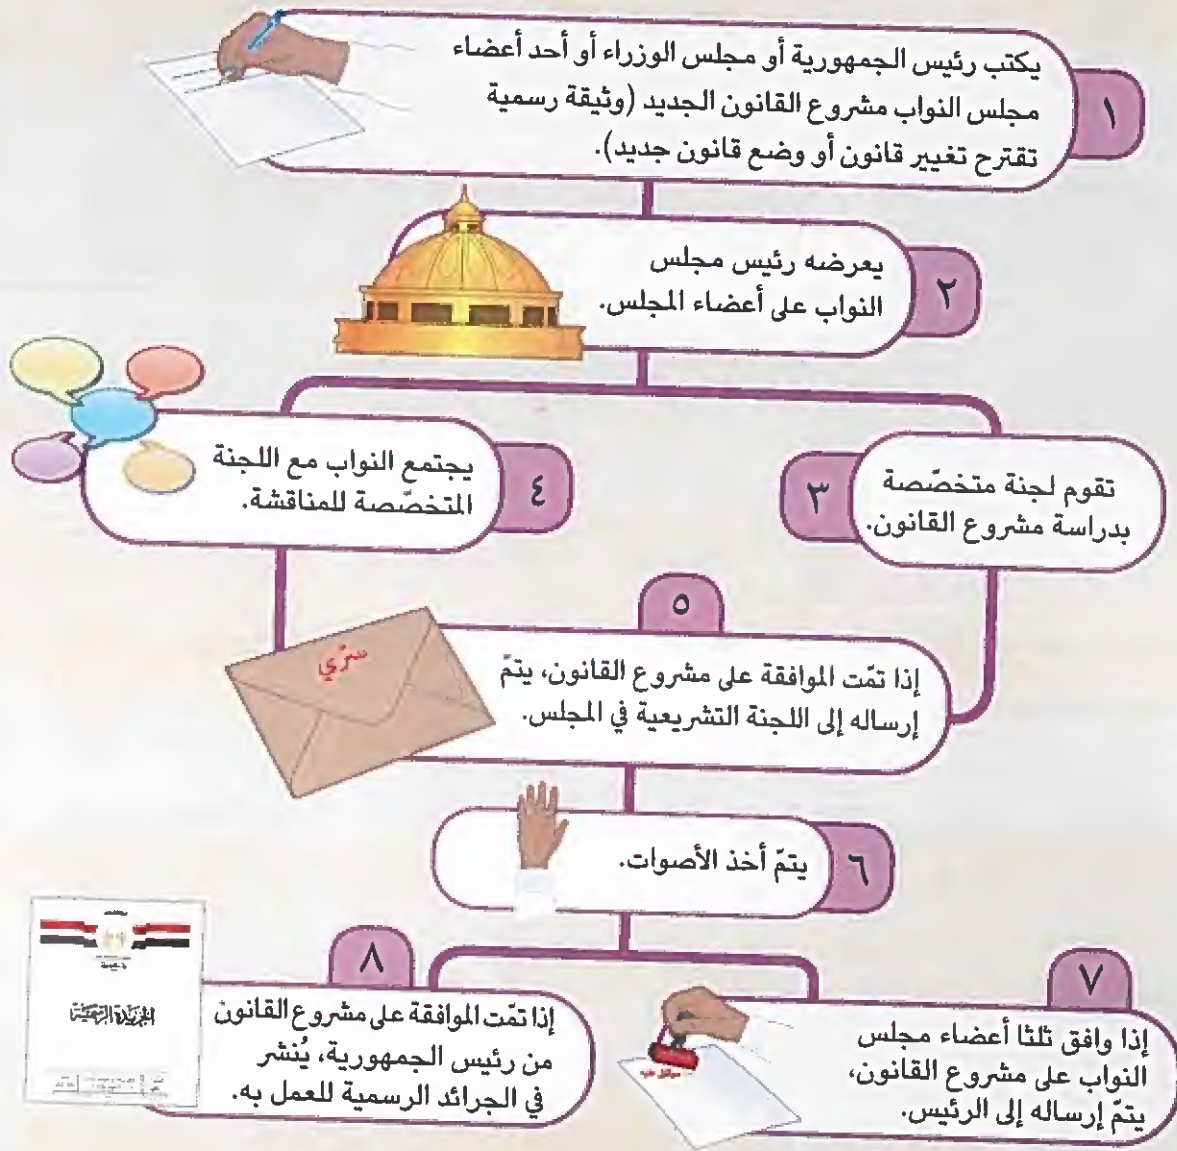 ١
يكتب رئيس الجمهورية أو مجلس الوزراء أو أحد أعضاء
مجلس النواب مشروع القانون الجديد (وثيقة رسمية
تقترح تغيير قانون أو وضع قانون جديد).
٢
يعرضه رئيس مجلس
النواب على أعضاء المجلس.
٣
تقوم لجنة متخصّصة
بدراسة مشروع القانون.
٤
يجتمع النواب مع اللجنة
المتخصّصة للمناقشة.
٥
سرّي
إذا تمّت الموافقة على مشروع القانون، يتمّ
إرساله إلى اللجنة التشريعية في المجلس.
٦
يتمّ أخذ الأصوات.
٧
إذا وافق ثلثا أعضاء مجلس
النواب على مشروع القانون،
يتمّ إرساله إلى الرئيس.
٨
إذا تمّت الموافقة على مشروع القانون
من رئيس الجمهورية، يُنشر
في الجرائد الرسمية للعمل به.
الجريدة الرسمية